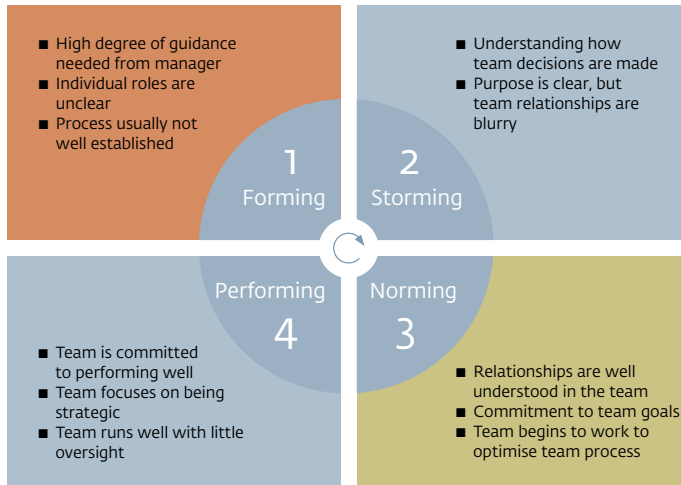 ■ High degree of guidance
needed from manager
■ Individual roles are
unclear
■ Process usually not
well established
1
Forming
■ Understanding how
team decisions are made
■ Purpose is clear, but
team relationships are
blurry
2
Storming
Performing
4
■ Team is committed
to performing well
■ Team focuses on being
strategic
■ Team runs well with little
oversight
Norming
3
■ Relationships are well
understood in the team
■ Commitment to team goals
■ Team begins to work to
optimise team process